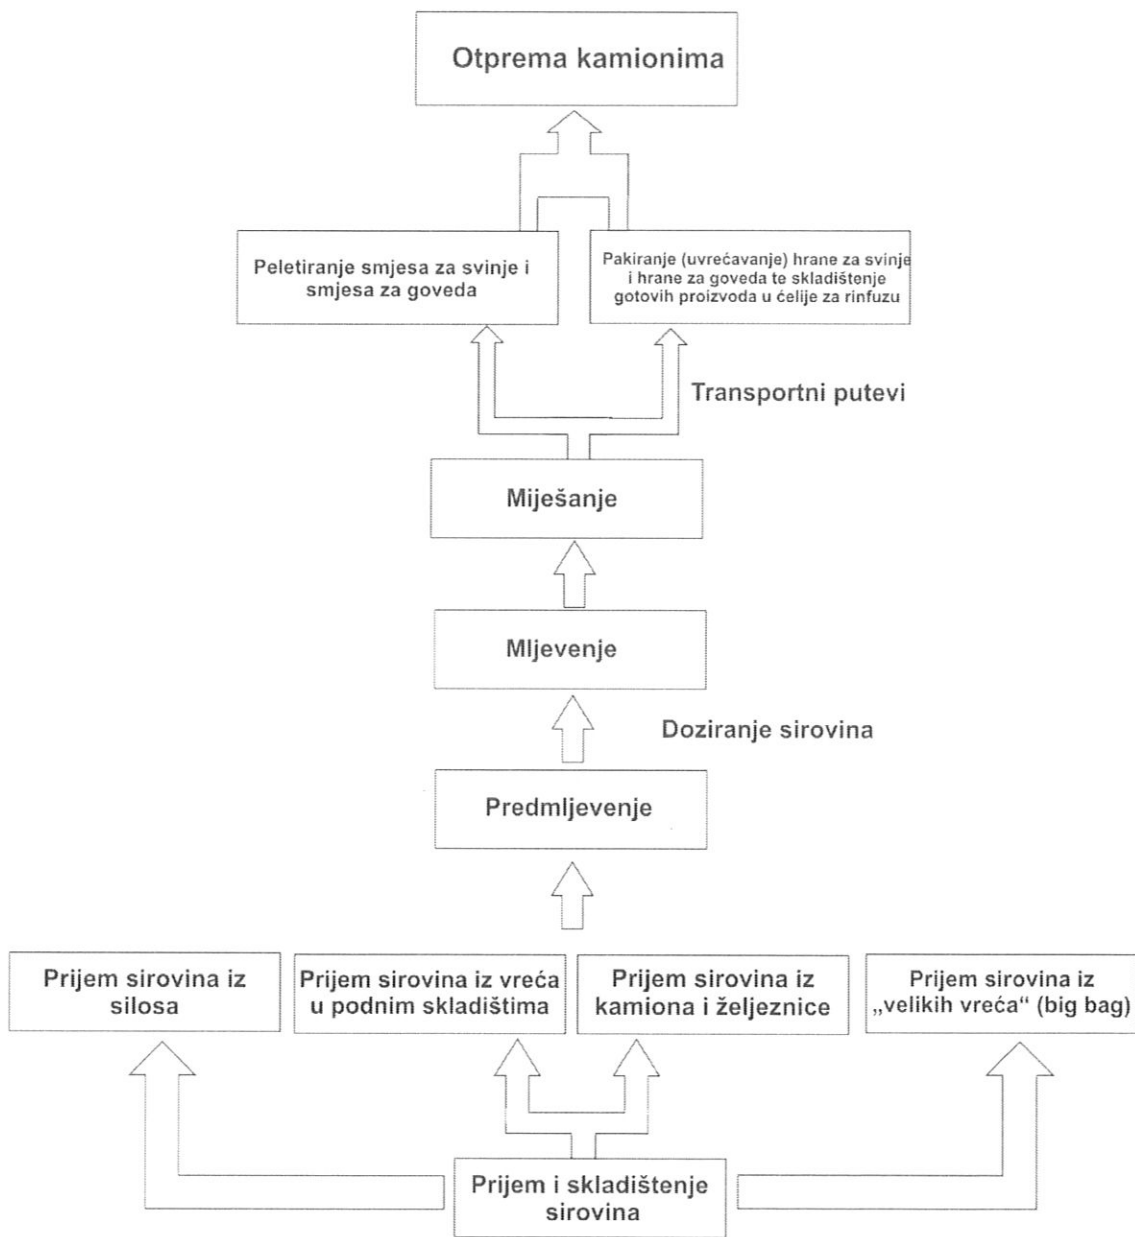 Otprema kamionima
Peletiranje smjesa za svinje i
smjesa za goveda
Pakiranje (uvrećavanje) hrane za svinje
i hrane za goveda te skladištenje
gotovih proizvoda u ćelije za rinfuzu
Transportni putevi
Miješanje
Mljevenje
Doziranje sirovina
Predmljevenje
Prijem sirovina iz
silosa
Prijem sirovina iz vreća
u podnim skladištima
Prijem sirovina iz
kamiona i željeznice
Prijem sirovina iz
„velikih vreća“ (big bag)
Prijem i skladištenje
sirovina